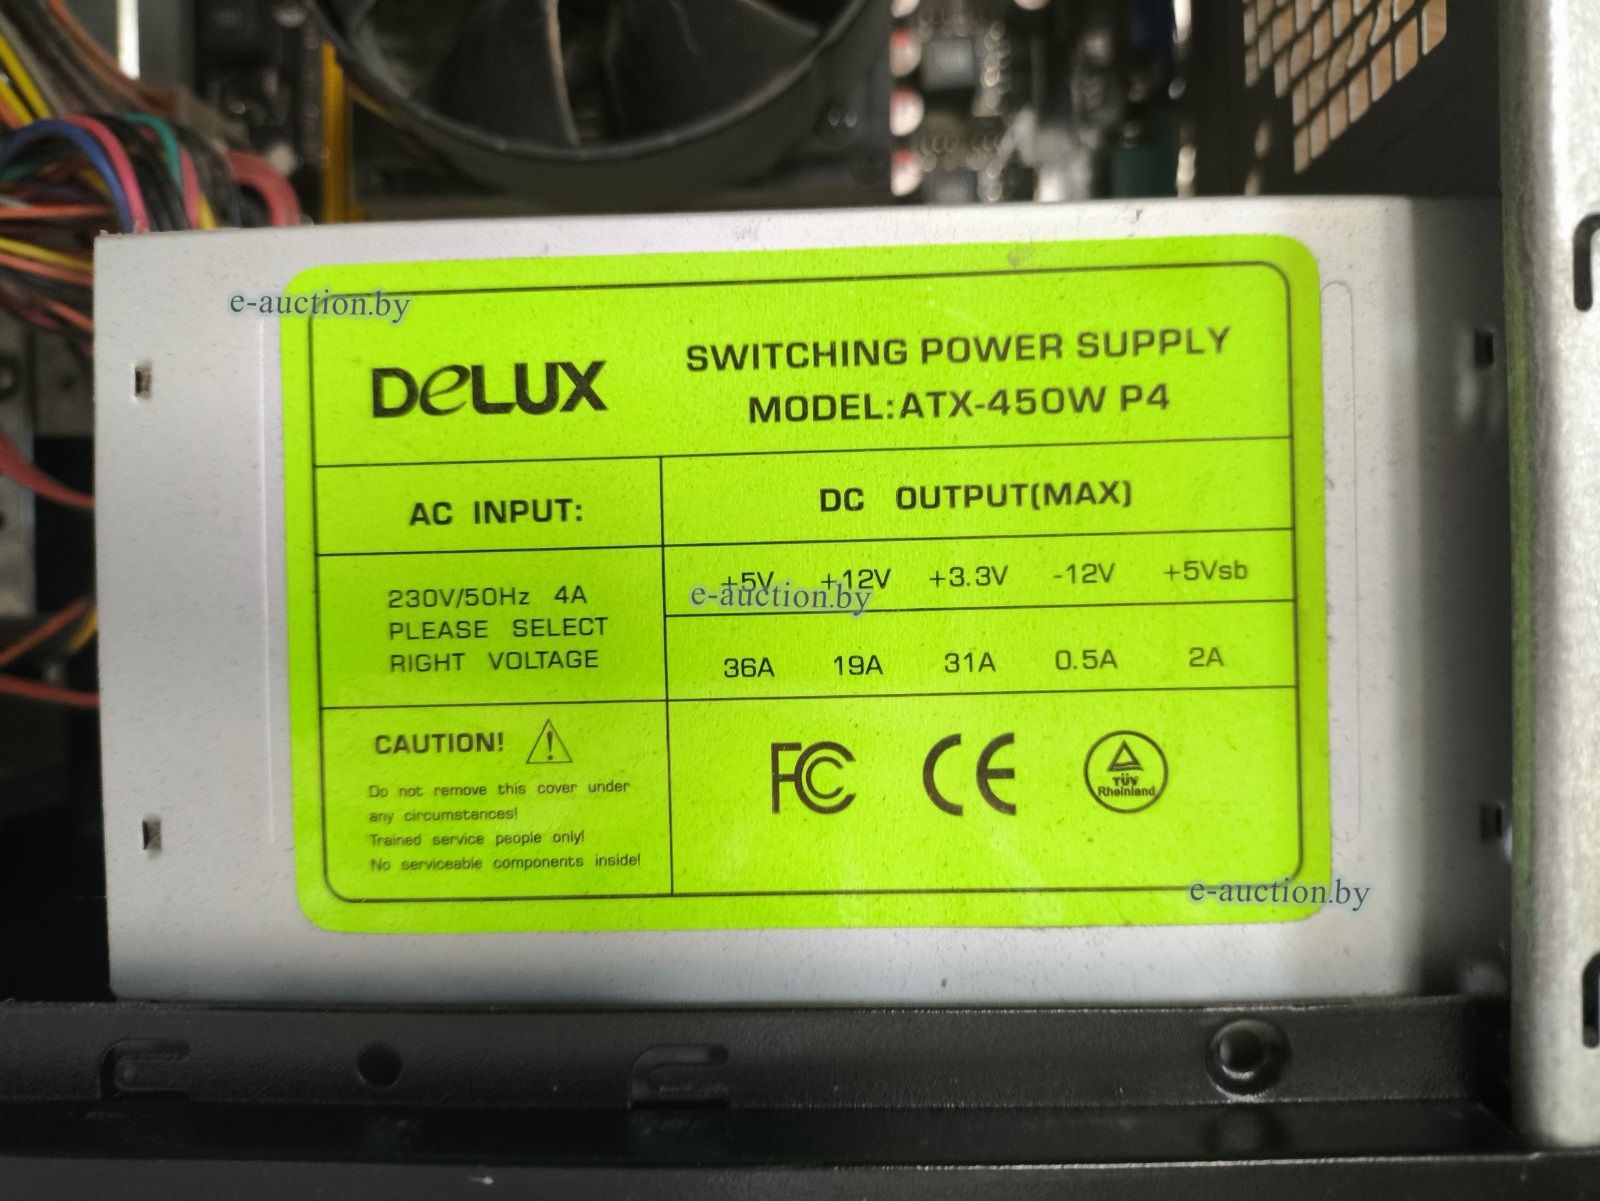 e-auction.by
DeLUX
SWITCHING POWER SUPPLY
MODEL:ATX-450W P4
AC INPUT:
DC OUTPUT(MAX)
230V/50Hz 4A
PLEASE SELECT
RIGHT VOLTAGE
+5V +12V +3.3V -12V +5Vsb
e-auction.by
36A 19A 31A 0.5A 2A
CAUTION!
Do not remove this cover under
any circumstances!
Trained service people only!
No serviceable components inside!
FC CE
TÜV
Rheinland
e-auction.by